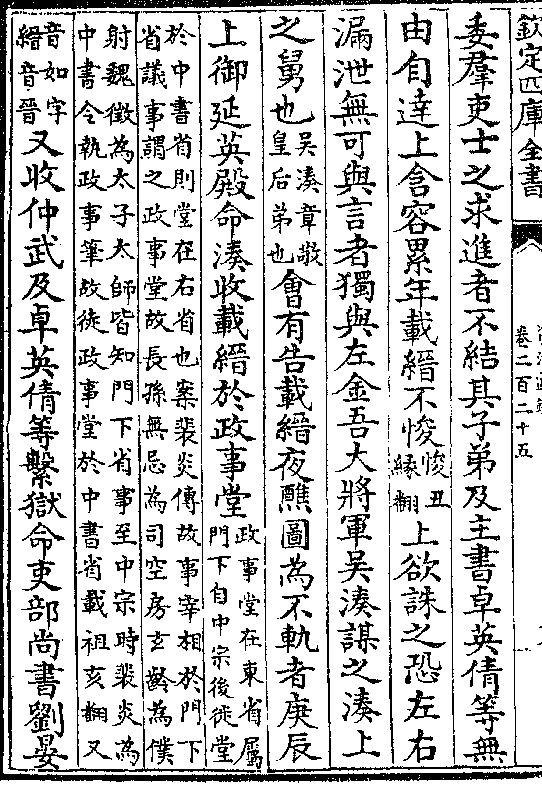 欽定四庫全書
卷二百二十五
委羣吏士之求進者不結其子弟及主書卓英倩等無
由自達上含容累年載縉不悛悛丑緣翻上欲誅之恐左右
漏泄無可與言者獨與左金吾大將軍吳湊謀之湊上
之舅也吳湊章敬皇后弟也會有告載縉夜醮圖為不軌者庚辰
上御延英殿命湊收載縉於政事堂政事堂在東省屬門下自中宗後徙堂
於中書省則堂在右省也案裴炎傳故事宰相於門下
省議事謂之政事堂故長孫無忌為司空房玄齡為僕
射魏徵為太子太師皆知門下省事至中宗時裴炎為
中書令執政事筆故徙政事堂於中書省載祖亥翻又
音如字縉音晉又收仲武及卓英倩等繫獄命吏部尚書劉晏